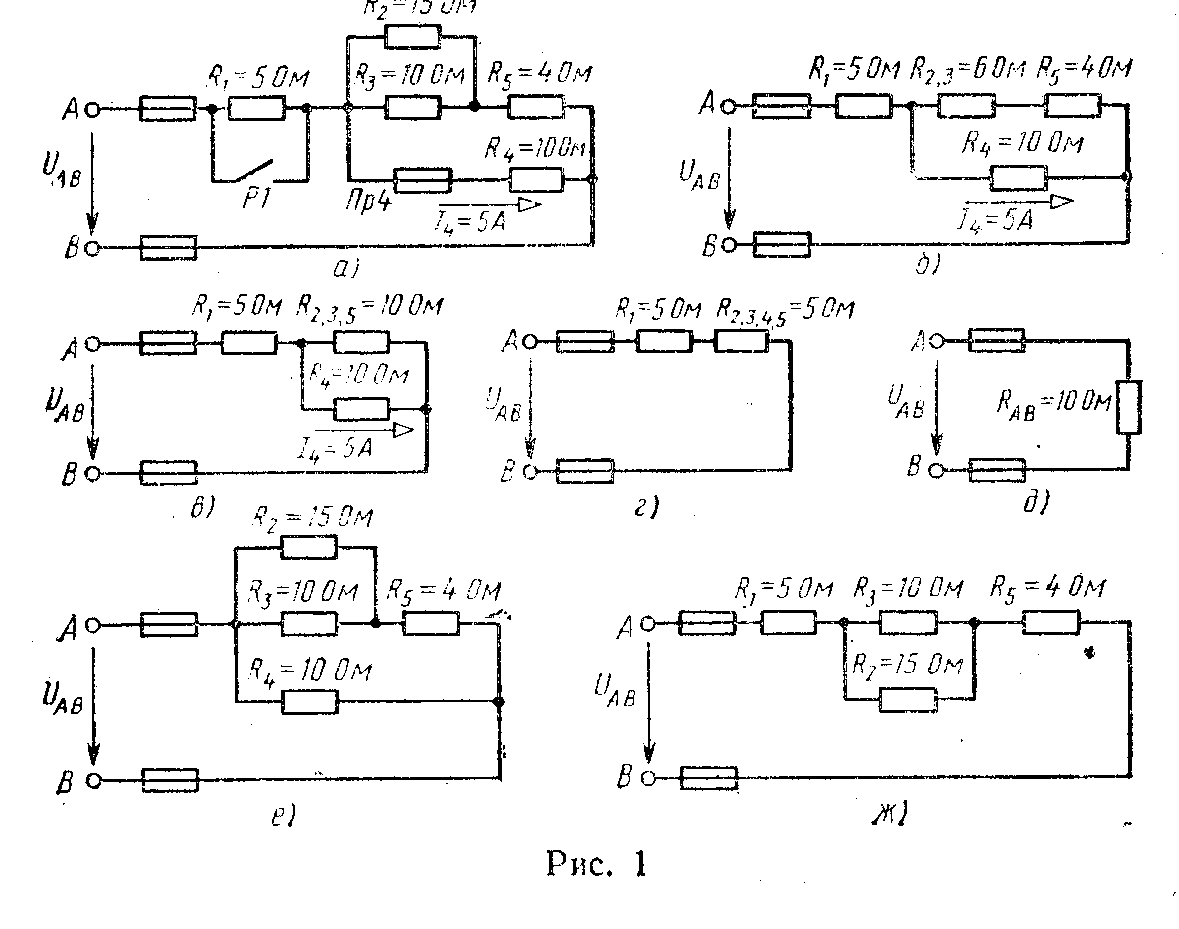 R₂ = 15 Ом
R₁=5 Ом R₃=10 Ом R₅=4 Ом
A
U_AB
P1
R₄=10 Ом
Пр4
I₄=5А
B
а)
R₁=5 Ом R₂,₃=6 Ом R₅=4 Ом
A
U_AB
R₄=10 Ом
I₄=5А
B
б)
R₁=5 Ом R₂,₃,₅=10 Ом
A
U_AB
R₄=10 Ом
I₄=5А
B
в)
R₁=5 Ом R₂,₃,₄,₅=5 Ом
A
U_AB
B
г)
A
U_AB
R_AB=10 Ом
B
д)
R₂=15 Ом
R₃=10 Ом R₅=4 Ом
A
U_AB
R₄=10 Ом
B
е)
R₁=5 Ом R₃=10 Ом R₅=4 Ом
A
U_AB
R₂=15 Ом
B
ж)
Рис. 1